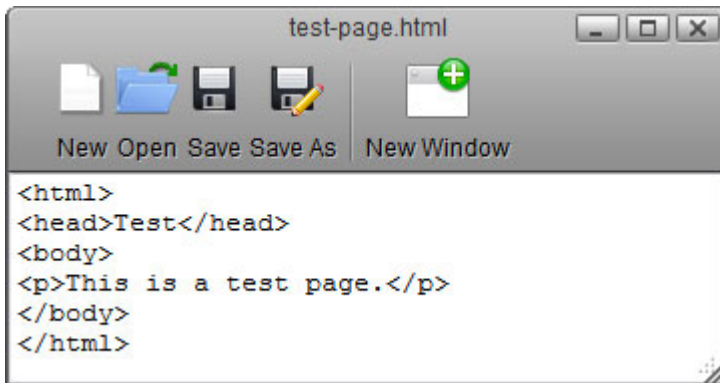 test-page.html
New Open Save Save As New Window
<html>
<head>Test</head>
<body>
<p>This is a test page.</p>
</body>
</html>